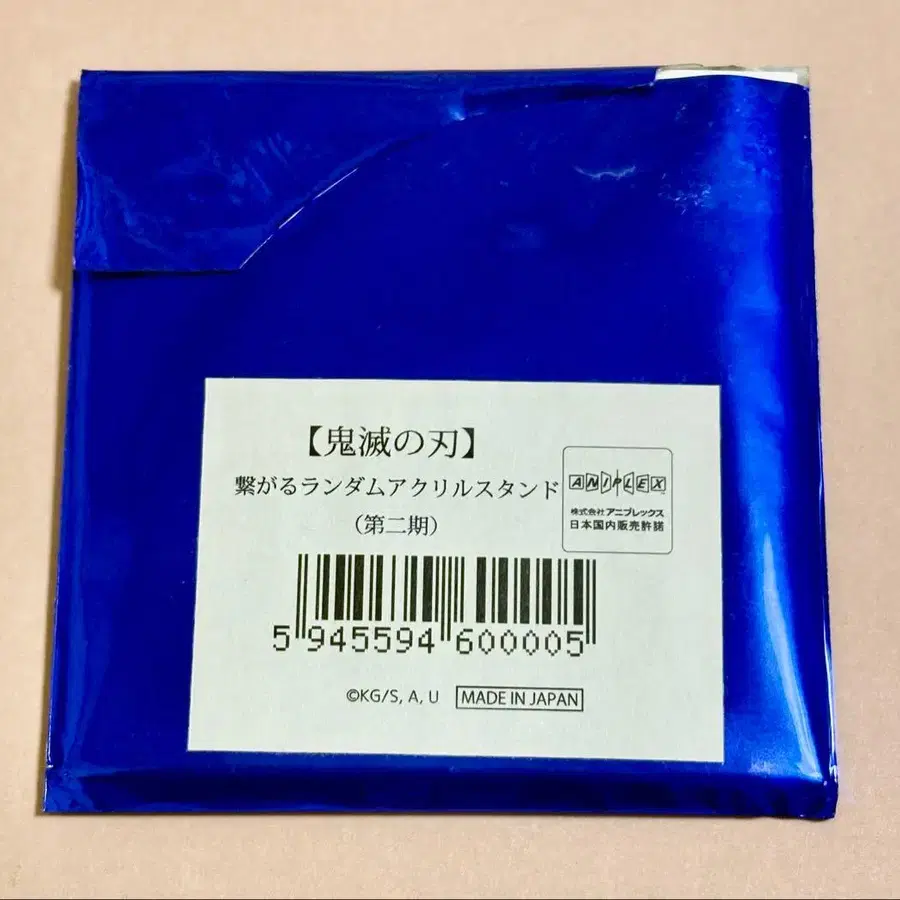 【鬼滅の刃】
繋がるランダムアクリルスタンド
（第二期）
ANIPLEX
株式会社アニプレックス
日本国内販売許諾
5 945594 600005
©KG/S, A, U
MADE IN JAPAN